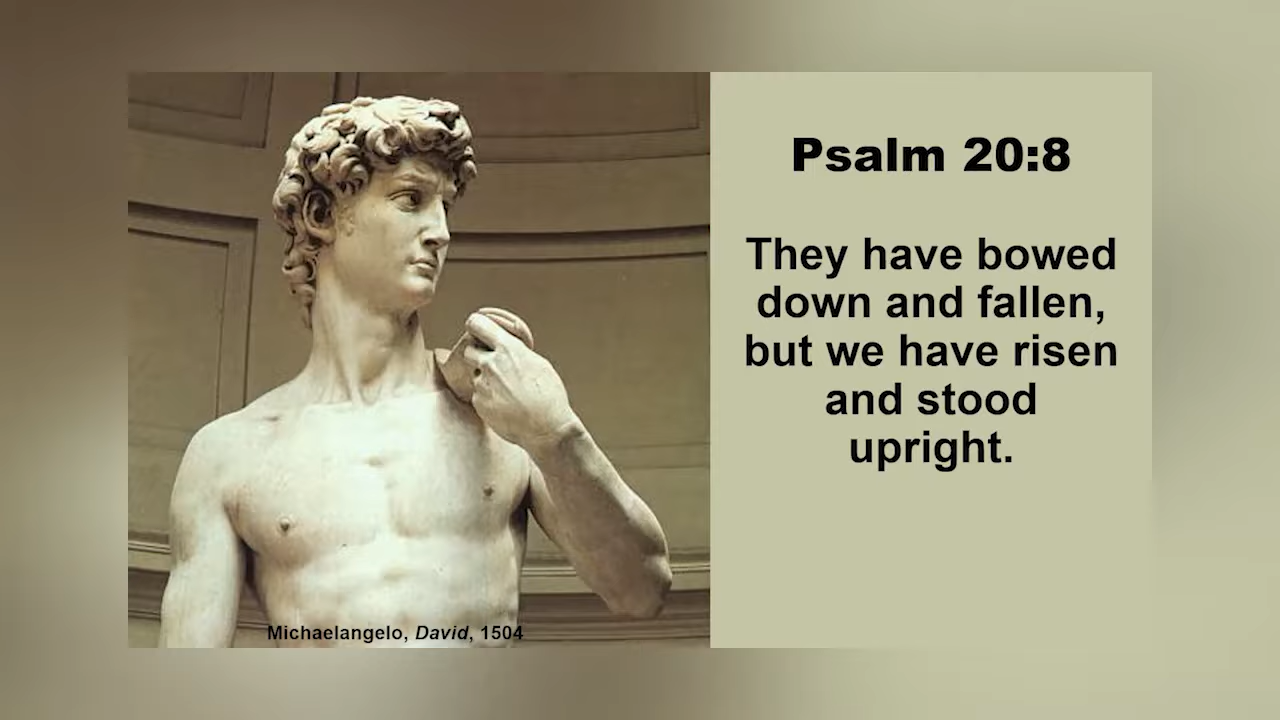 Psalm 20:8
They have bowed
down and fallen,
but we have risen
and stood
upright.
Michaelangelo, David, 1504